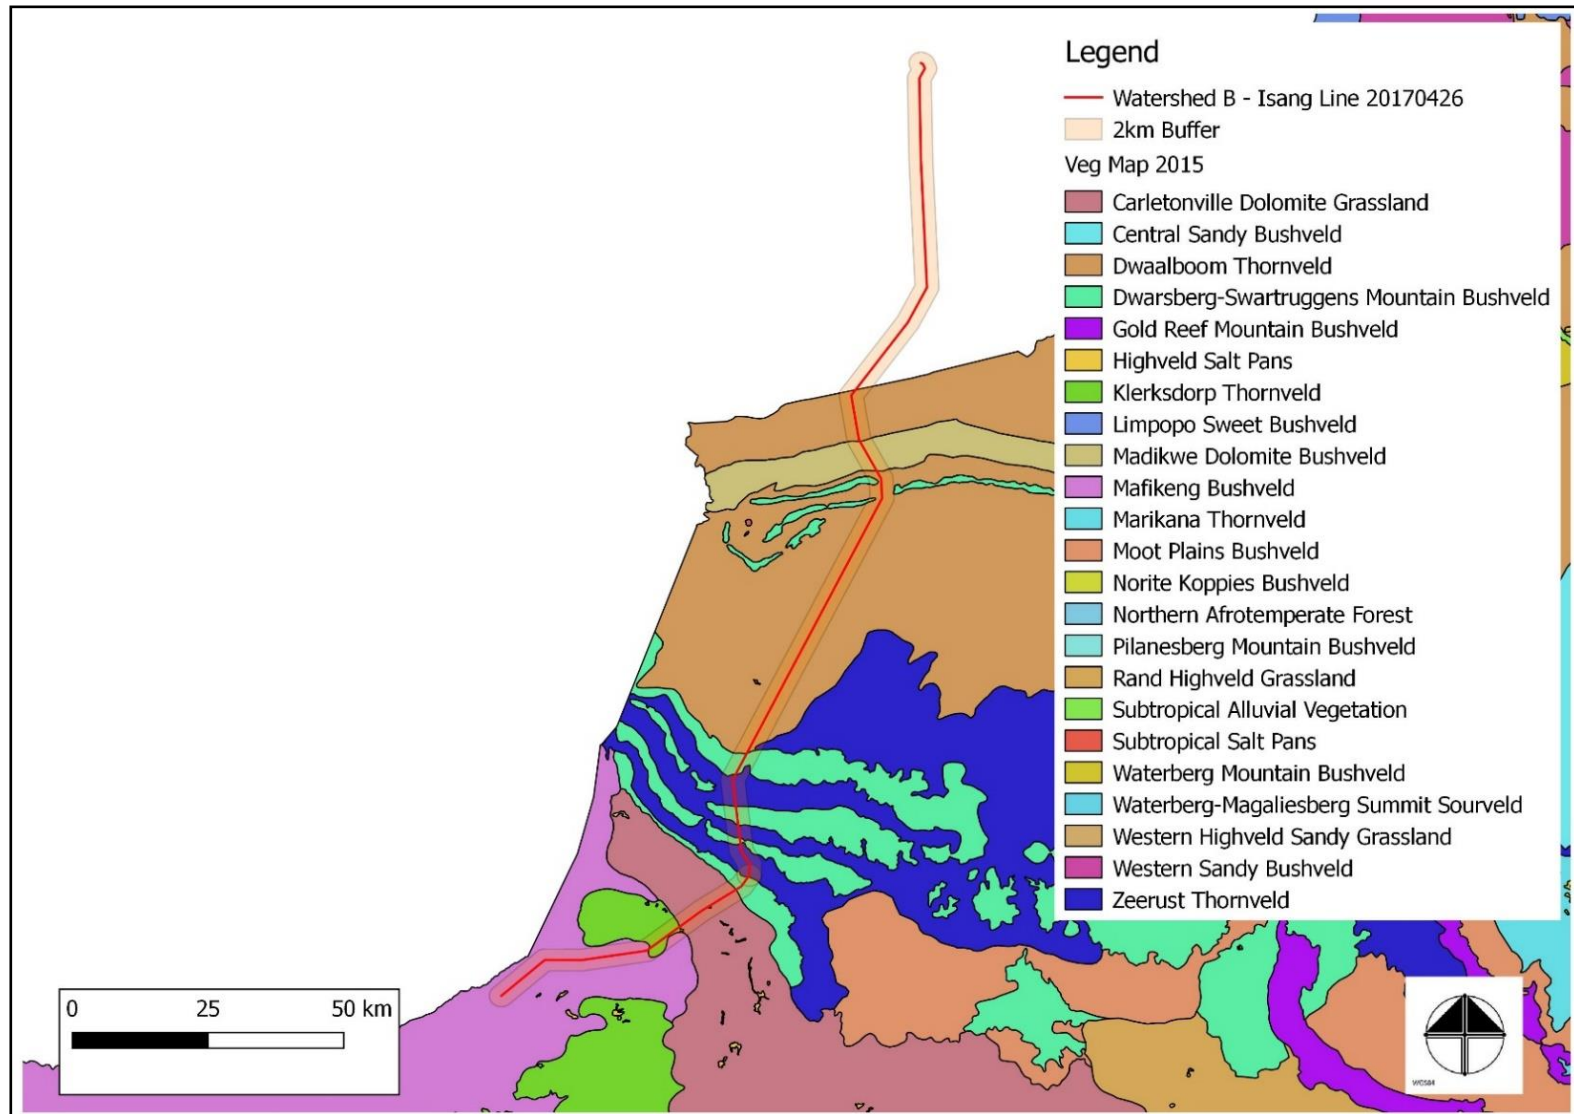 Legend
Watershed B - Isang Line 20170426
2km Buffer
Veg Map 2015
Carletonville Dolomite Grassland
Central Sandy Bushveld
Dwaalboom Thornveld
Dwarsberg-Swartruggens Mountain Bushveld
Gold Reef Mountain Bushveld
Highveld Salt Pans
Klerksdorp Thornveld
Limpopo Sweet Bushveld
Madikwe Dolomite Bushveld
Mafikeng Bushveld
Marikana Thornveld
Moot Plains Bushveld
Norite Koppies Bushveld
Northern Afrotemperate Forest
Pilanesberg Mountain Bushveld
Rand Highveld Grassland
Subtropical Alluvial Vegetation
Subtropical Salt Pans
Waterberg Mountain Bushveld
Waterberg-Magaliesberg Summit Sourveld
Western Highveld Sandy Grassland
Western Sandy Bushveld
Zeerust Thornveld
0 25 50 km